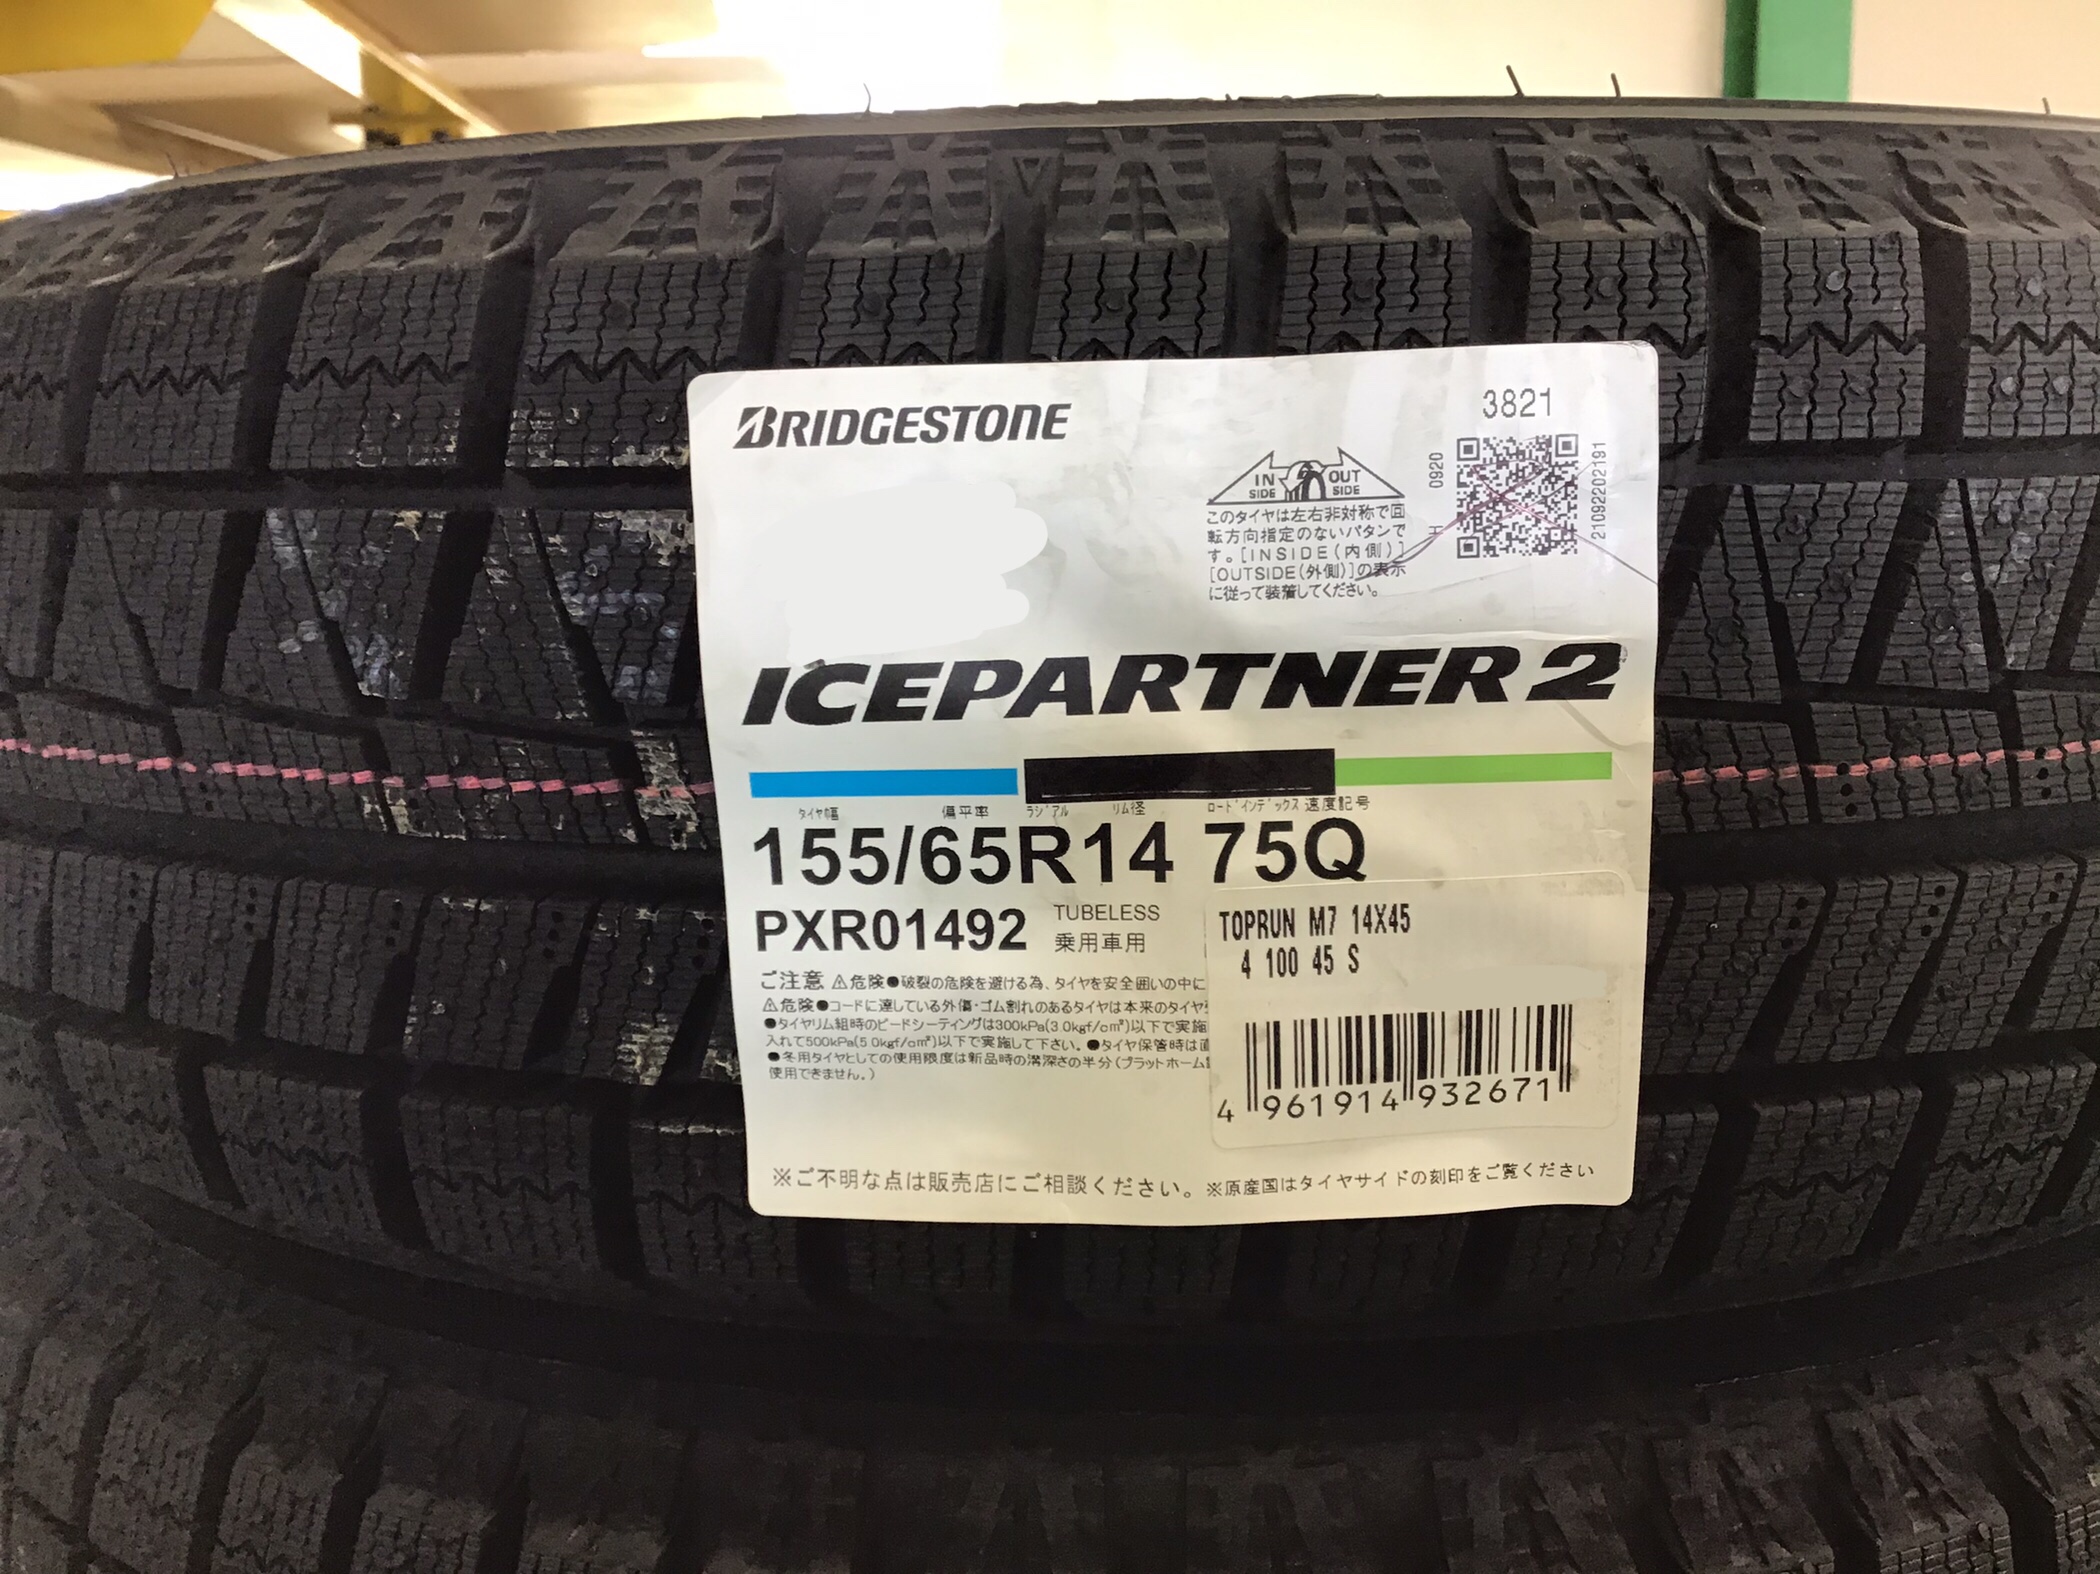 BRIDGESTONE
3821
0920
H
2109220219
IN SIDE
OUT SIDE
このタイヤは左右非対称で回
転方向指定のないパタンで
す。[INSIDE(内側)]
[OUTSIDE(外側)]の表示
に従って装着してください。
ICEPARTNER 2
タイヤ幅 偏平率 ラジアル リム径 ロードインデックス 速度記号
155/65R14 75Q
PXR01492 TUBELESS
乗用車用
TOPRUN M7 14X45
4 100 45 S
ご注意 ⚠危険●破裂の危険を避ける為、タイヤを安全囲いの中に
⚠危険●コードに達している外傷・ゴム割れのあるタイヤは本来のタイヤ
●タイヤリム組時のビードシーティングは300kPa(3.0kgf/c㎡)以下で実施
入れて500kPa(5.0kgf/c㎡)以下で実施して下さい。●タイヤ保管時は直
●冬用タイヤとしての使用限度は新品時の溝深さの半分(プラットホーム
使用できません。)
4 961914 932671
※ご不明な点は販売店にご相談ください。※原産国はタイヤサイドの刻印をご覧ください